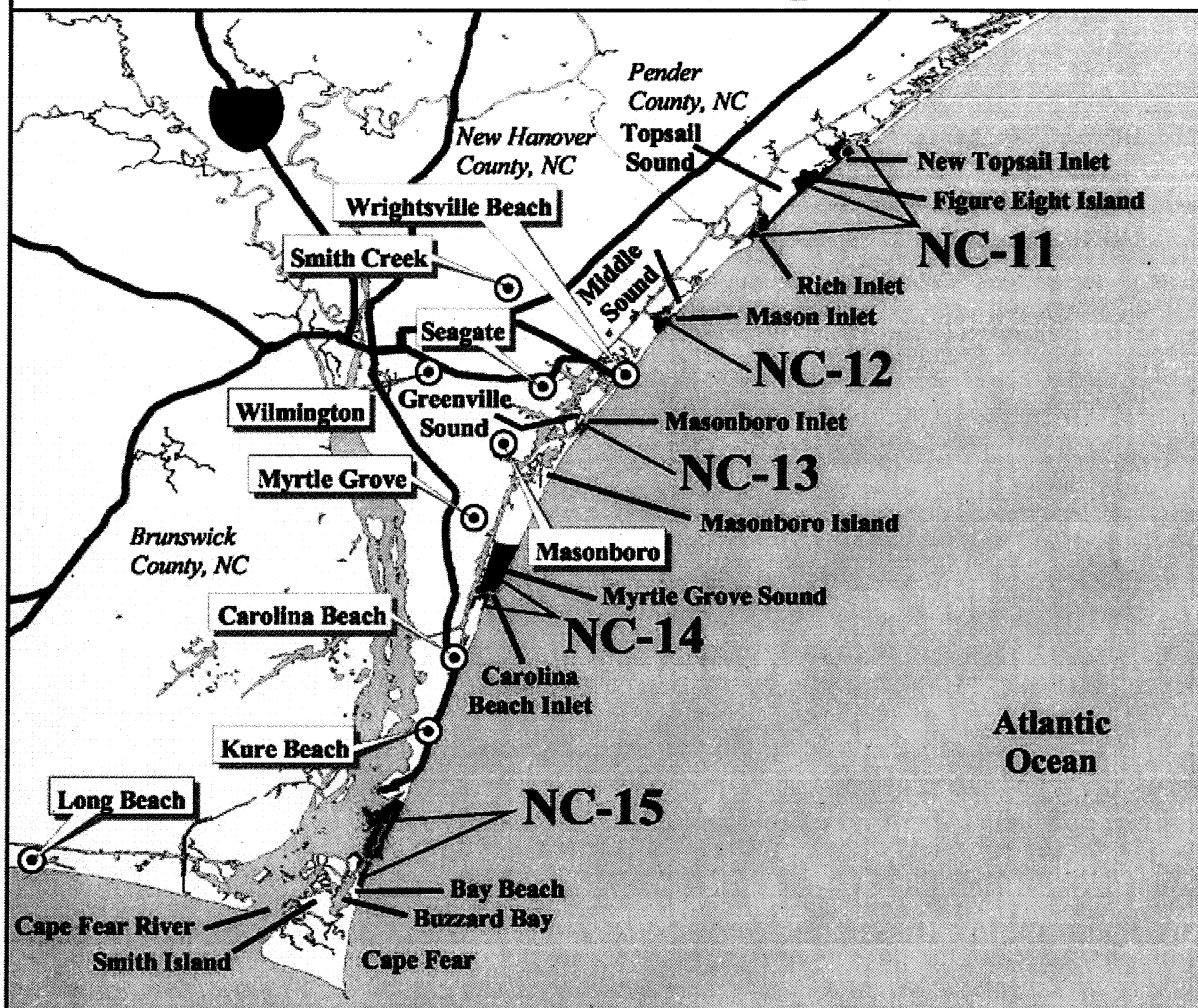 Pender
County, NC
Topsail
Sound
New Hanover
County, NC
New Topsail Inlet
Figure Eight Island
NC-11
Wrightsville Beach
Smith Creek
Middle
Sound
Rich Inlet
Mason Inlet
Seagate
NC-12
Wilmington
Greenville
Sound
Masonboro Inlet
NC-13
Myrtle Grove
Masonboro Island
Brunswick
County, NC
Masonboro
Myrtle Grove Sound
Carolina Beach
NC-14
Carolina
Beach Inlet
Kure Beach
Atlantic
Ocean
Long Beach
NC-15
Bay Beach
Buzzard Bay
Cape Fear River
Smith Island
Cape Fear